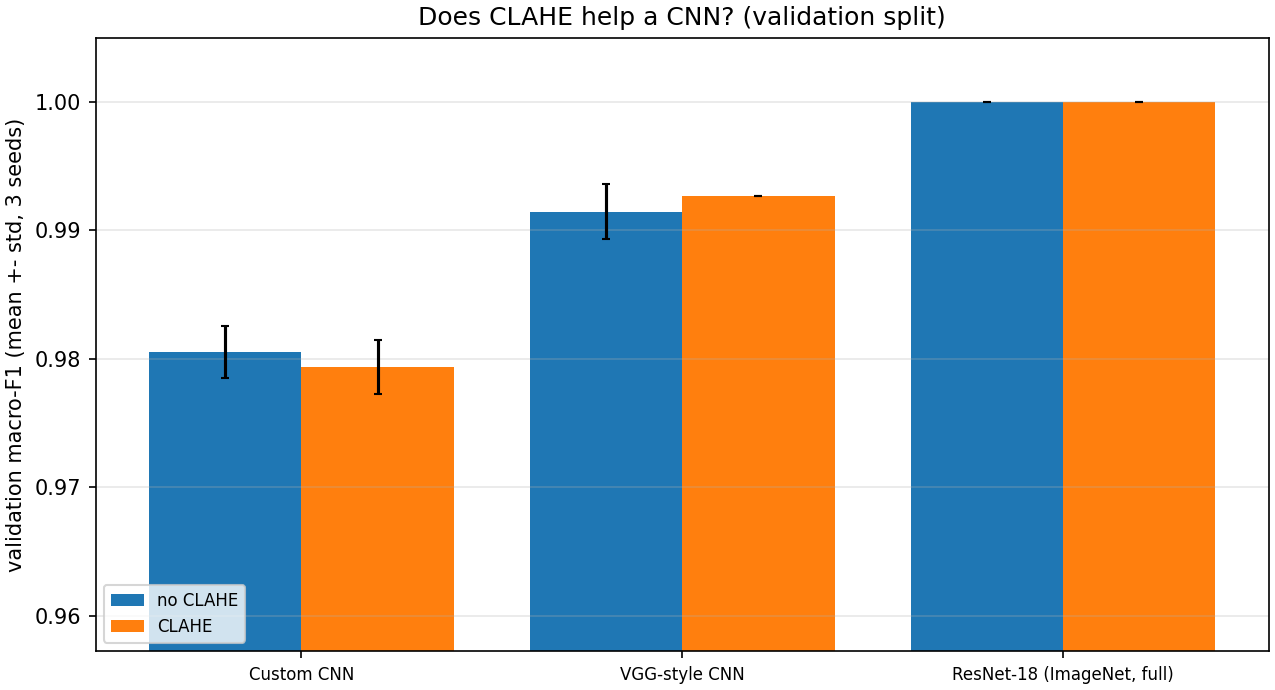 Does CLAHE help a CNN? (validation split)
validation macro-F1 (mean +- std, 3 seeds)
1.00
0.99
0.98
0.97
0.96
no CLAHE
CLAHE
Custom CNN
VGG-style CNN
ResNet-18 (ImageNet, full)